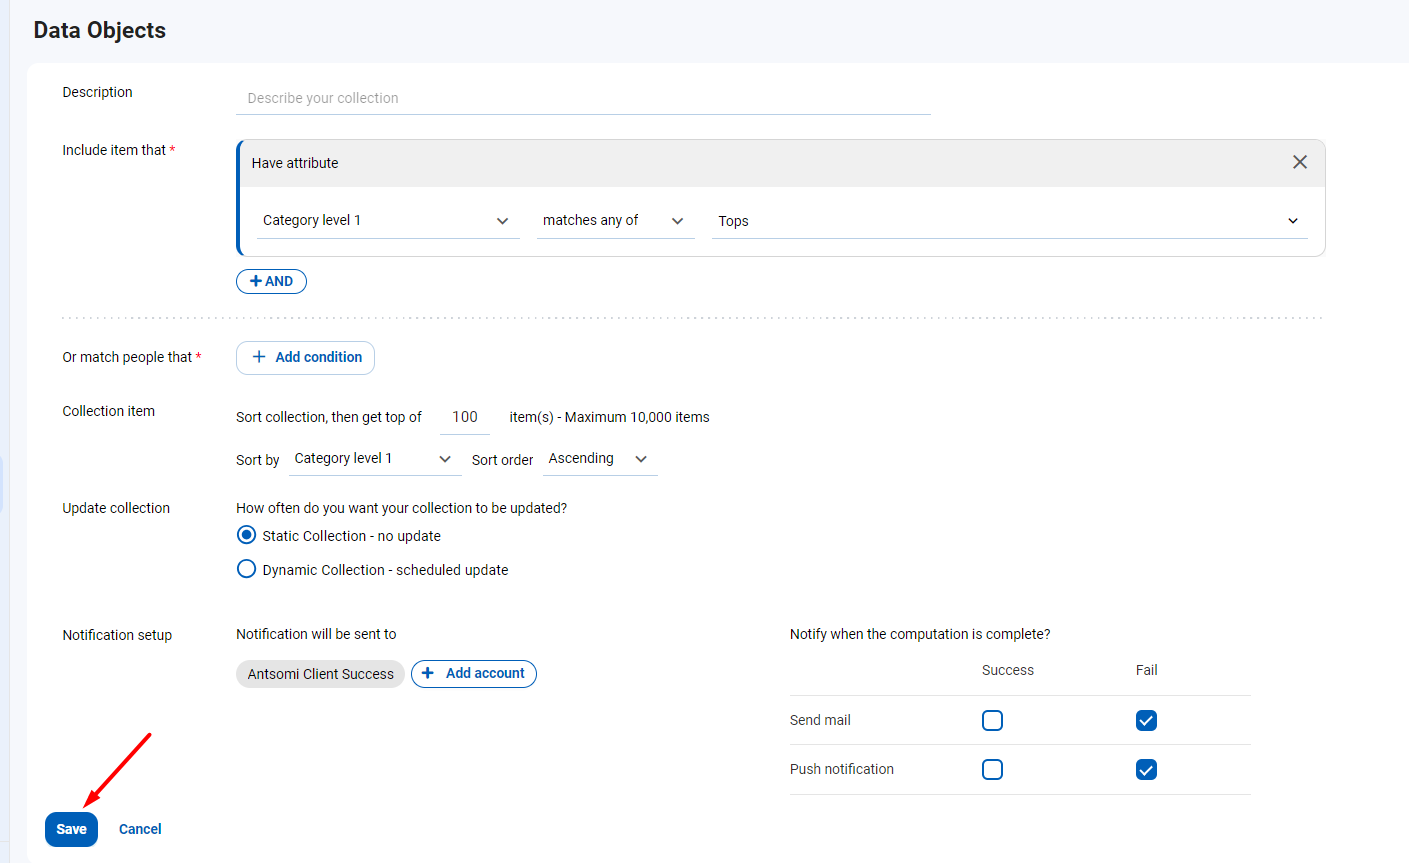 Data Objects
Description
Describe your collection
Include item that *
Have attribute
Category level 1
matches any of
Tops
AND
Or match people that *
Add condition
Collection item
Sort collection, then get top of 100 item(s) - Maximum 10,000 items
Sort by Category level 1 Sort order Ascending
Update collection
How often do you want your collection to be updated?
Static Collection - no update
Dynamic Collection - scheduled update
Notification setup
Notification will be sent to
Antsomi Client Success
Add account
Notify when the computation is complete?
Success Fail
Send mail
Push notification
Save
Cancel